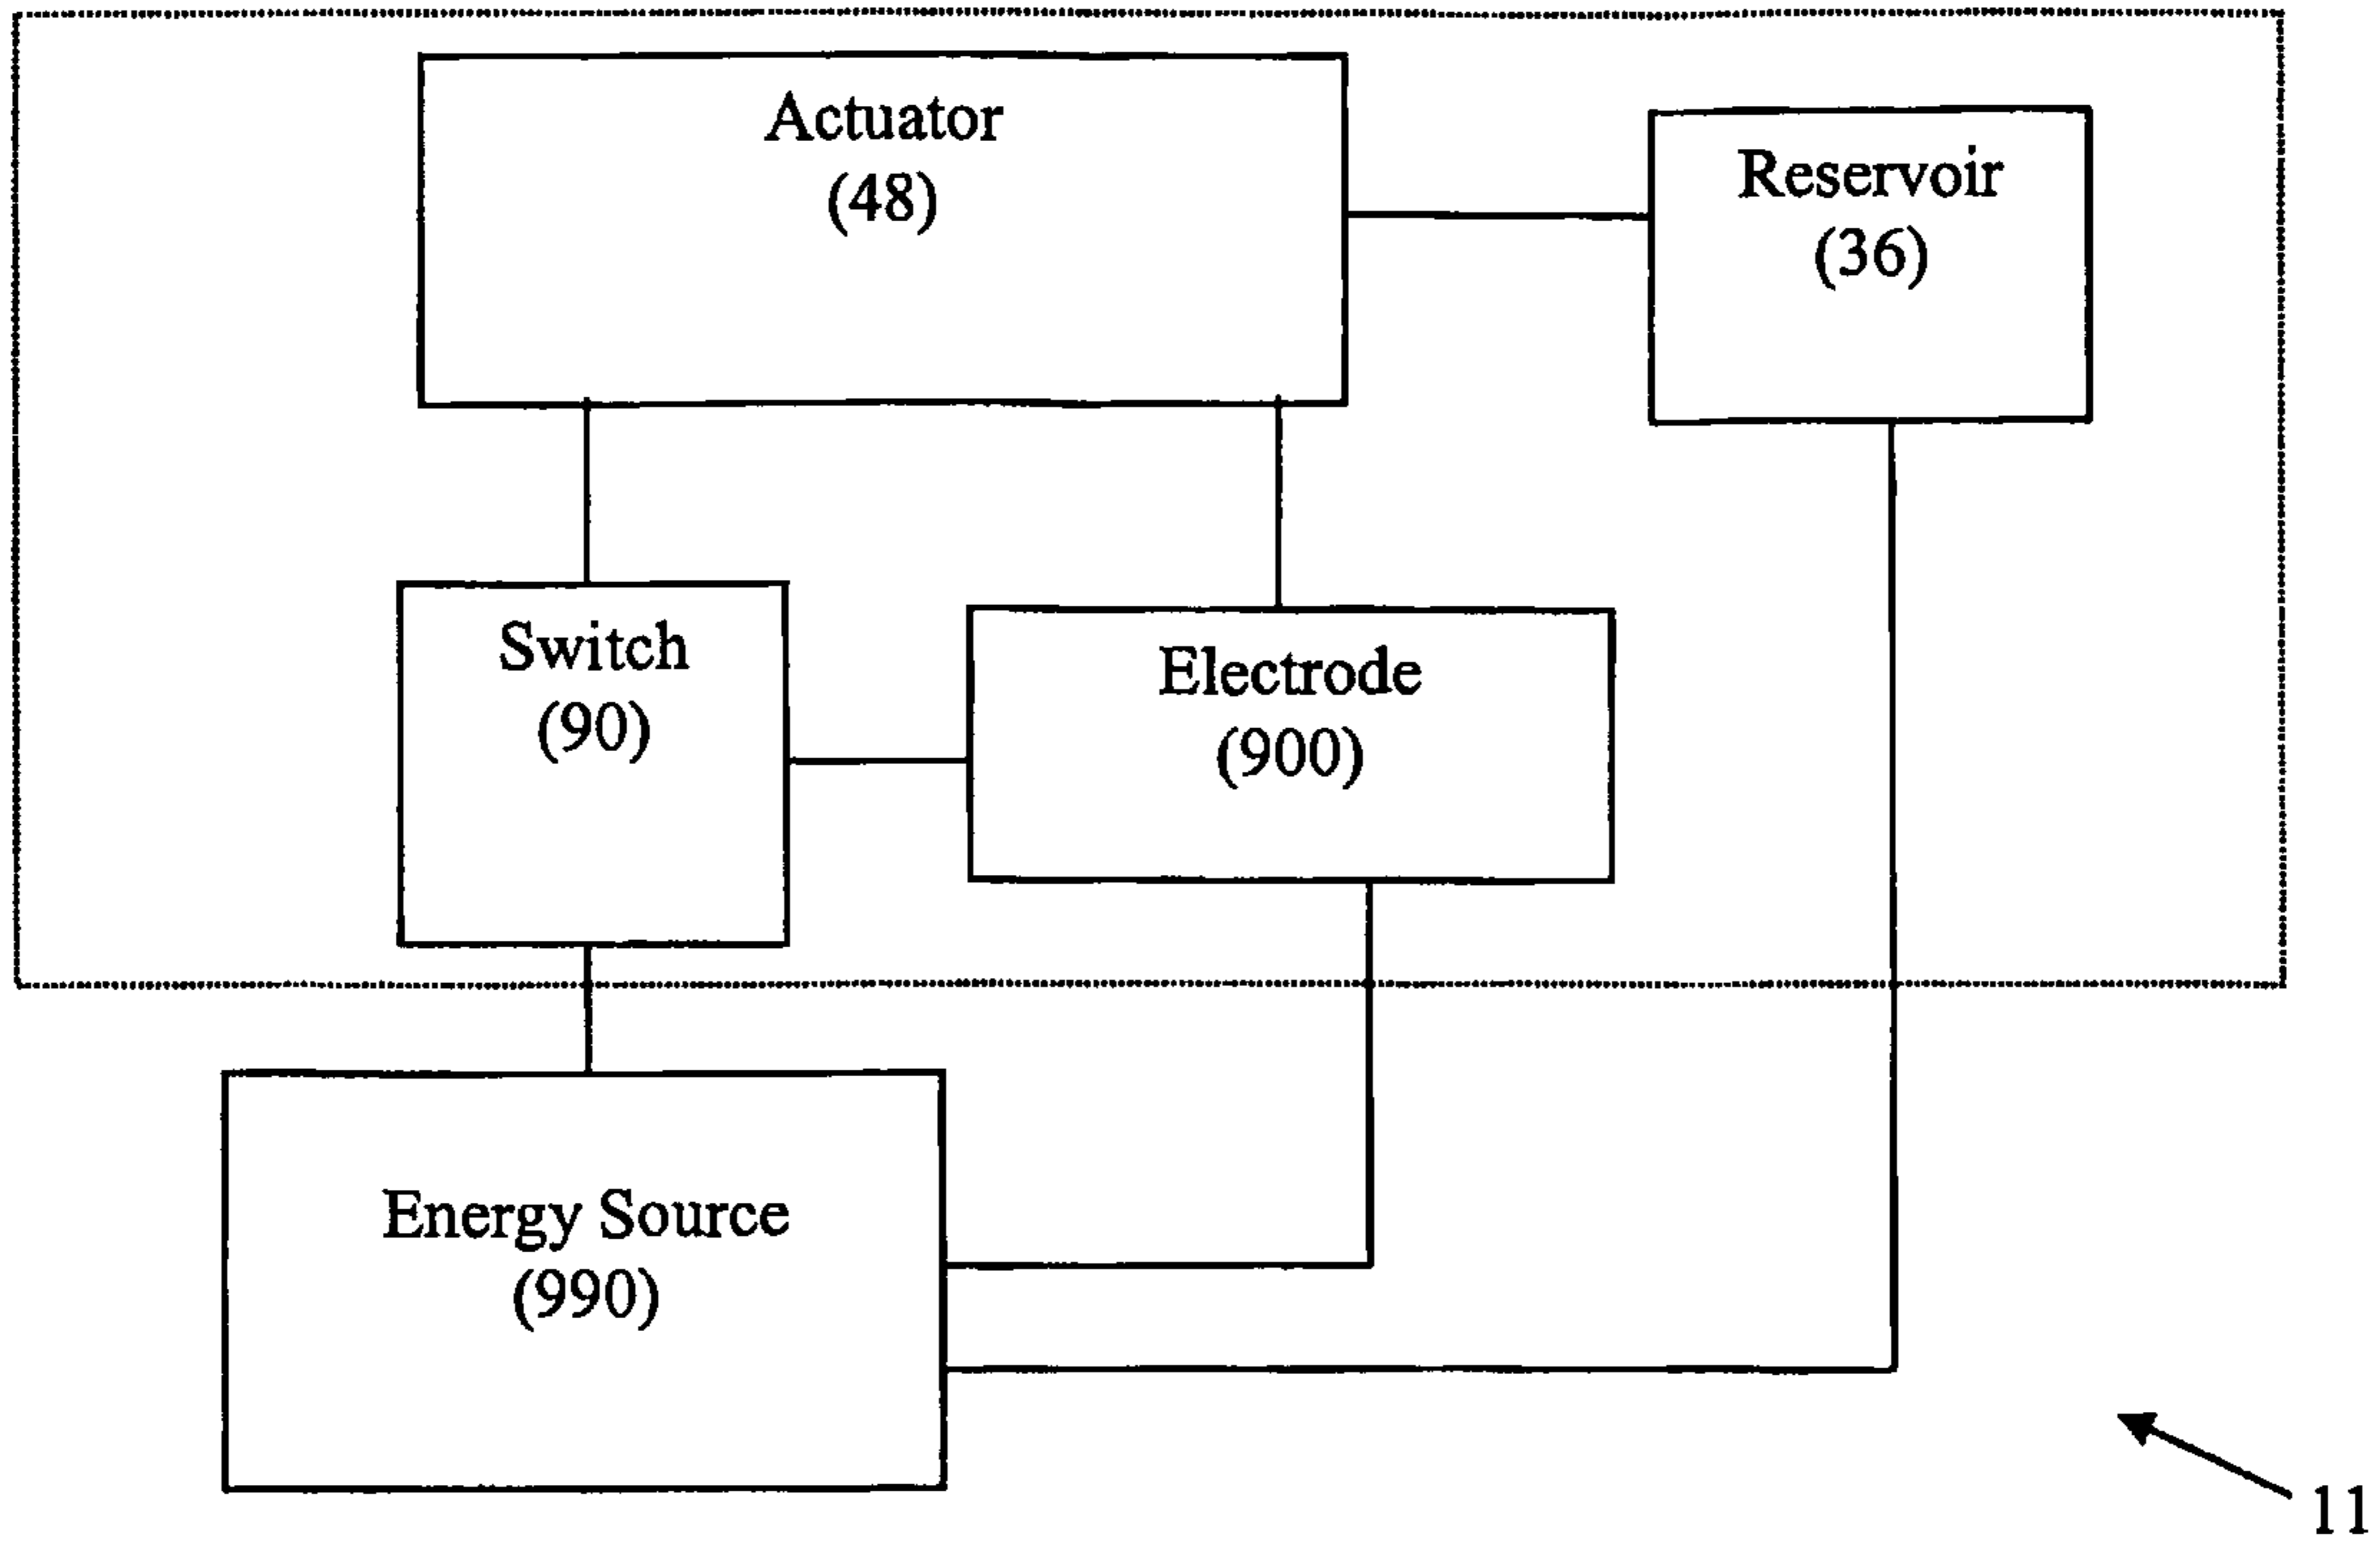 Actuator
(48)
Reservoir
(36)
Switch
(90)
Electrode
(900)
Energy Source
(990)
11